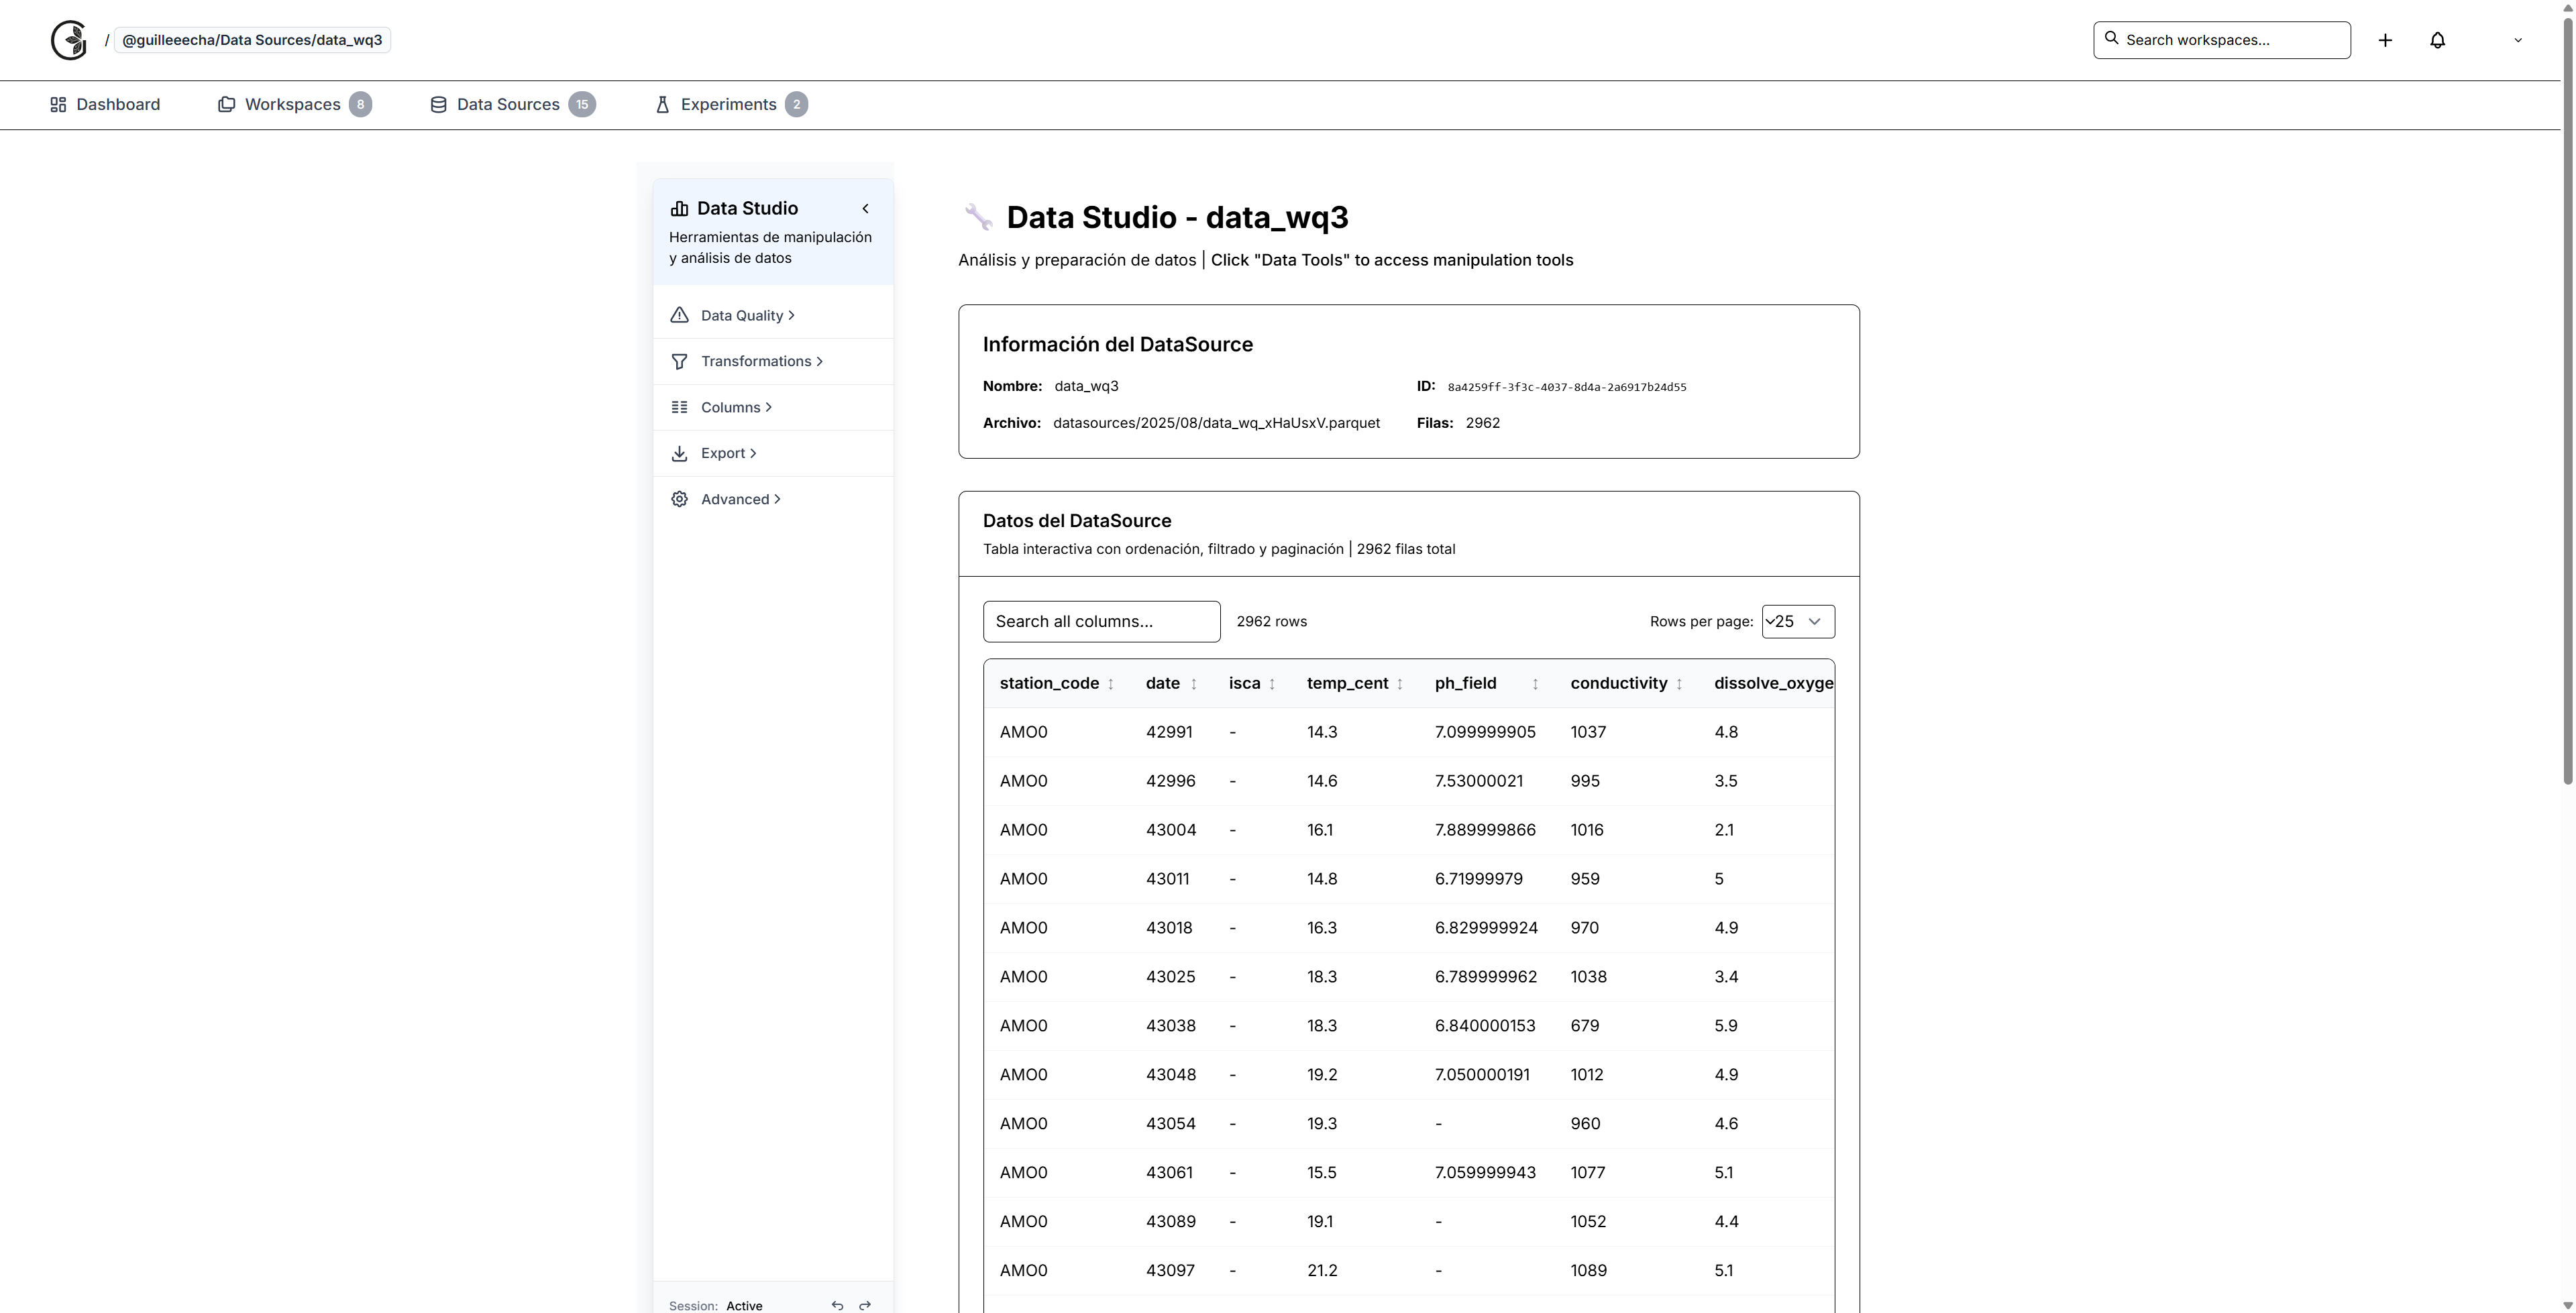 / @guilleeecha/Data Sources/data_wq3
Search workspaces...
Dashboard Workspaces 8 Data Sources 15 Experiments 2
Data Studio
Herramientas de manipulación
y análisis de datos
Data Quality
Transformations
Columns
Export
Advanced
Session: Active
Data Studio - data_wq3
Análisis y preparación de datos | Click "Data Tools" to access manipulation tools
Información del DataSource
Nombre: data_wq3 ID: 8a4259ff-3f3c-4037-8d4a-2a6917b24d55
Archivo: datasources/2025/08/data_wq_xHaUsxV.parquet Filas: 2962
Datos del DataSource
Tabla interactiva con ordenación, filtrado y paginación | 2962 filas total
Search all columns... 2962 rows Rows per page: 25
station_code date isca temp_cent ph_field conductivity dissolve_oxyge
AMO0 42991 - 14.3 7.099999905 1037 4.8
AMO0 42996 - 14.6 7.53000021 995 3.5
AMO0 43004 - 16.1 7.889999866 1016 2.1
AMO0 43011 - 14.8 6.71999979 959 5
AMO0 43018 - 16.3 6.829999924 970 4.9
AMO0 43025 - 18.3 6.789999962 1038 3.4
AMO0 43038 - 18.3 6.840000153 679 5.9
AMO0 43048 - 19.2 7.050000191 1012 4.9
AMO0 43054 - 19.3 - 960 4.6
AMO0 43061 - 15.5 7.059999943 1077 5.1
AMO0 43089 - 19.1 - 1052 4.4
AMO0 43097 - 21.2 - 1089 5.1